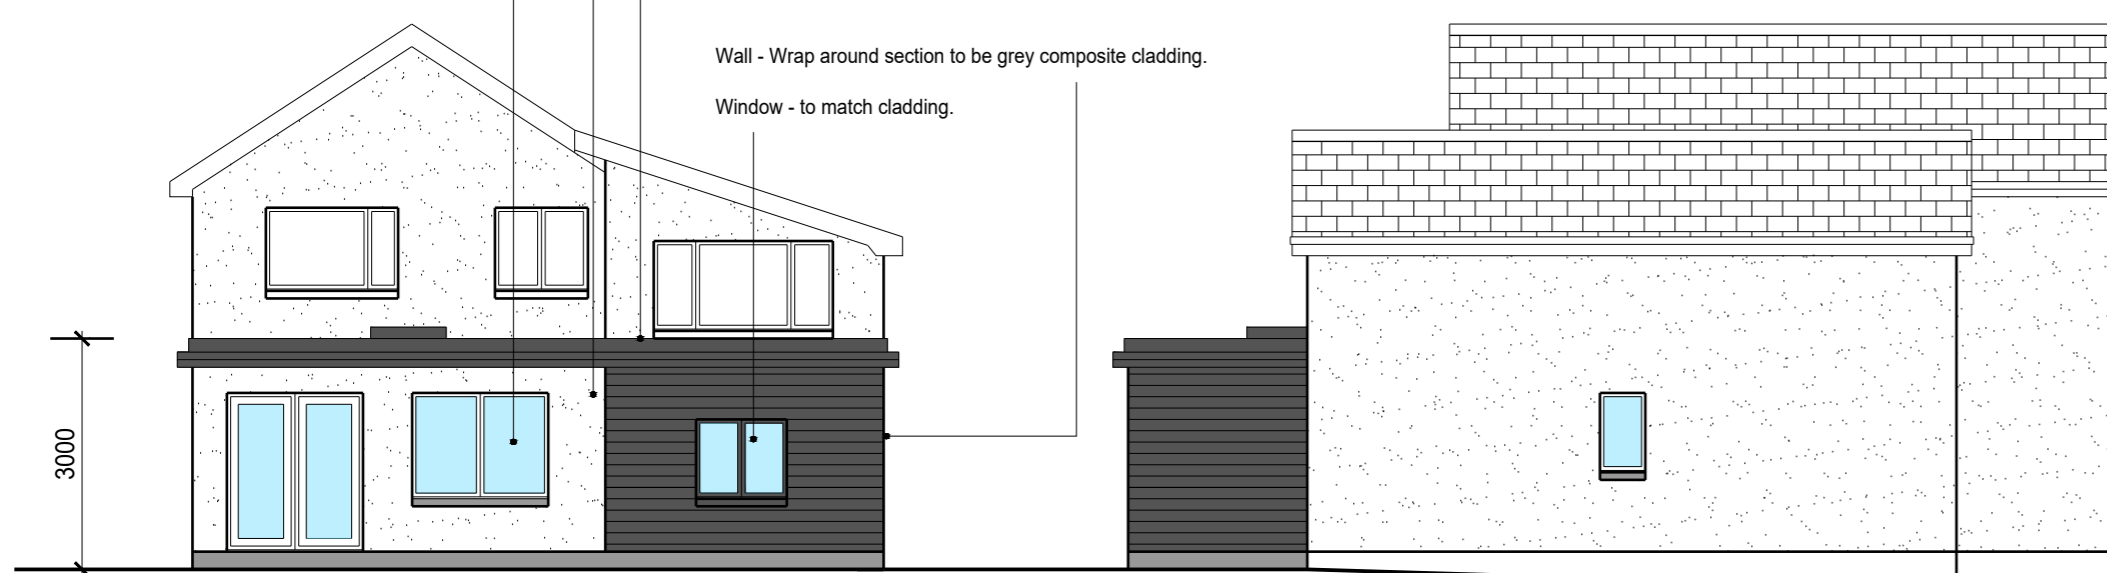 Wall - Wrap around section to be grey composite cladding.
Window - to match cladding.
3000